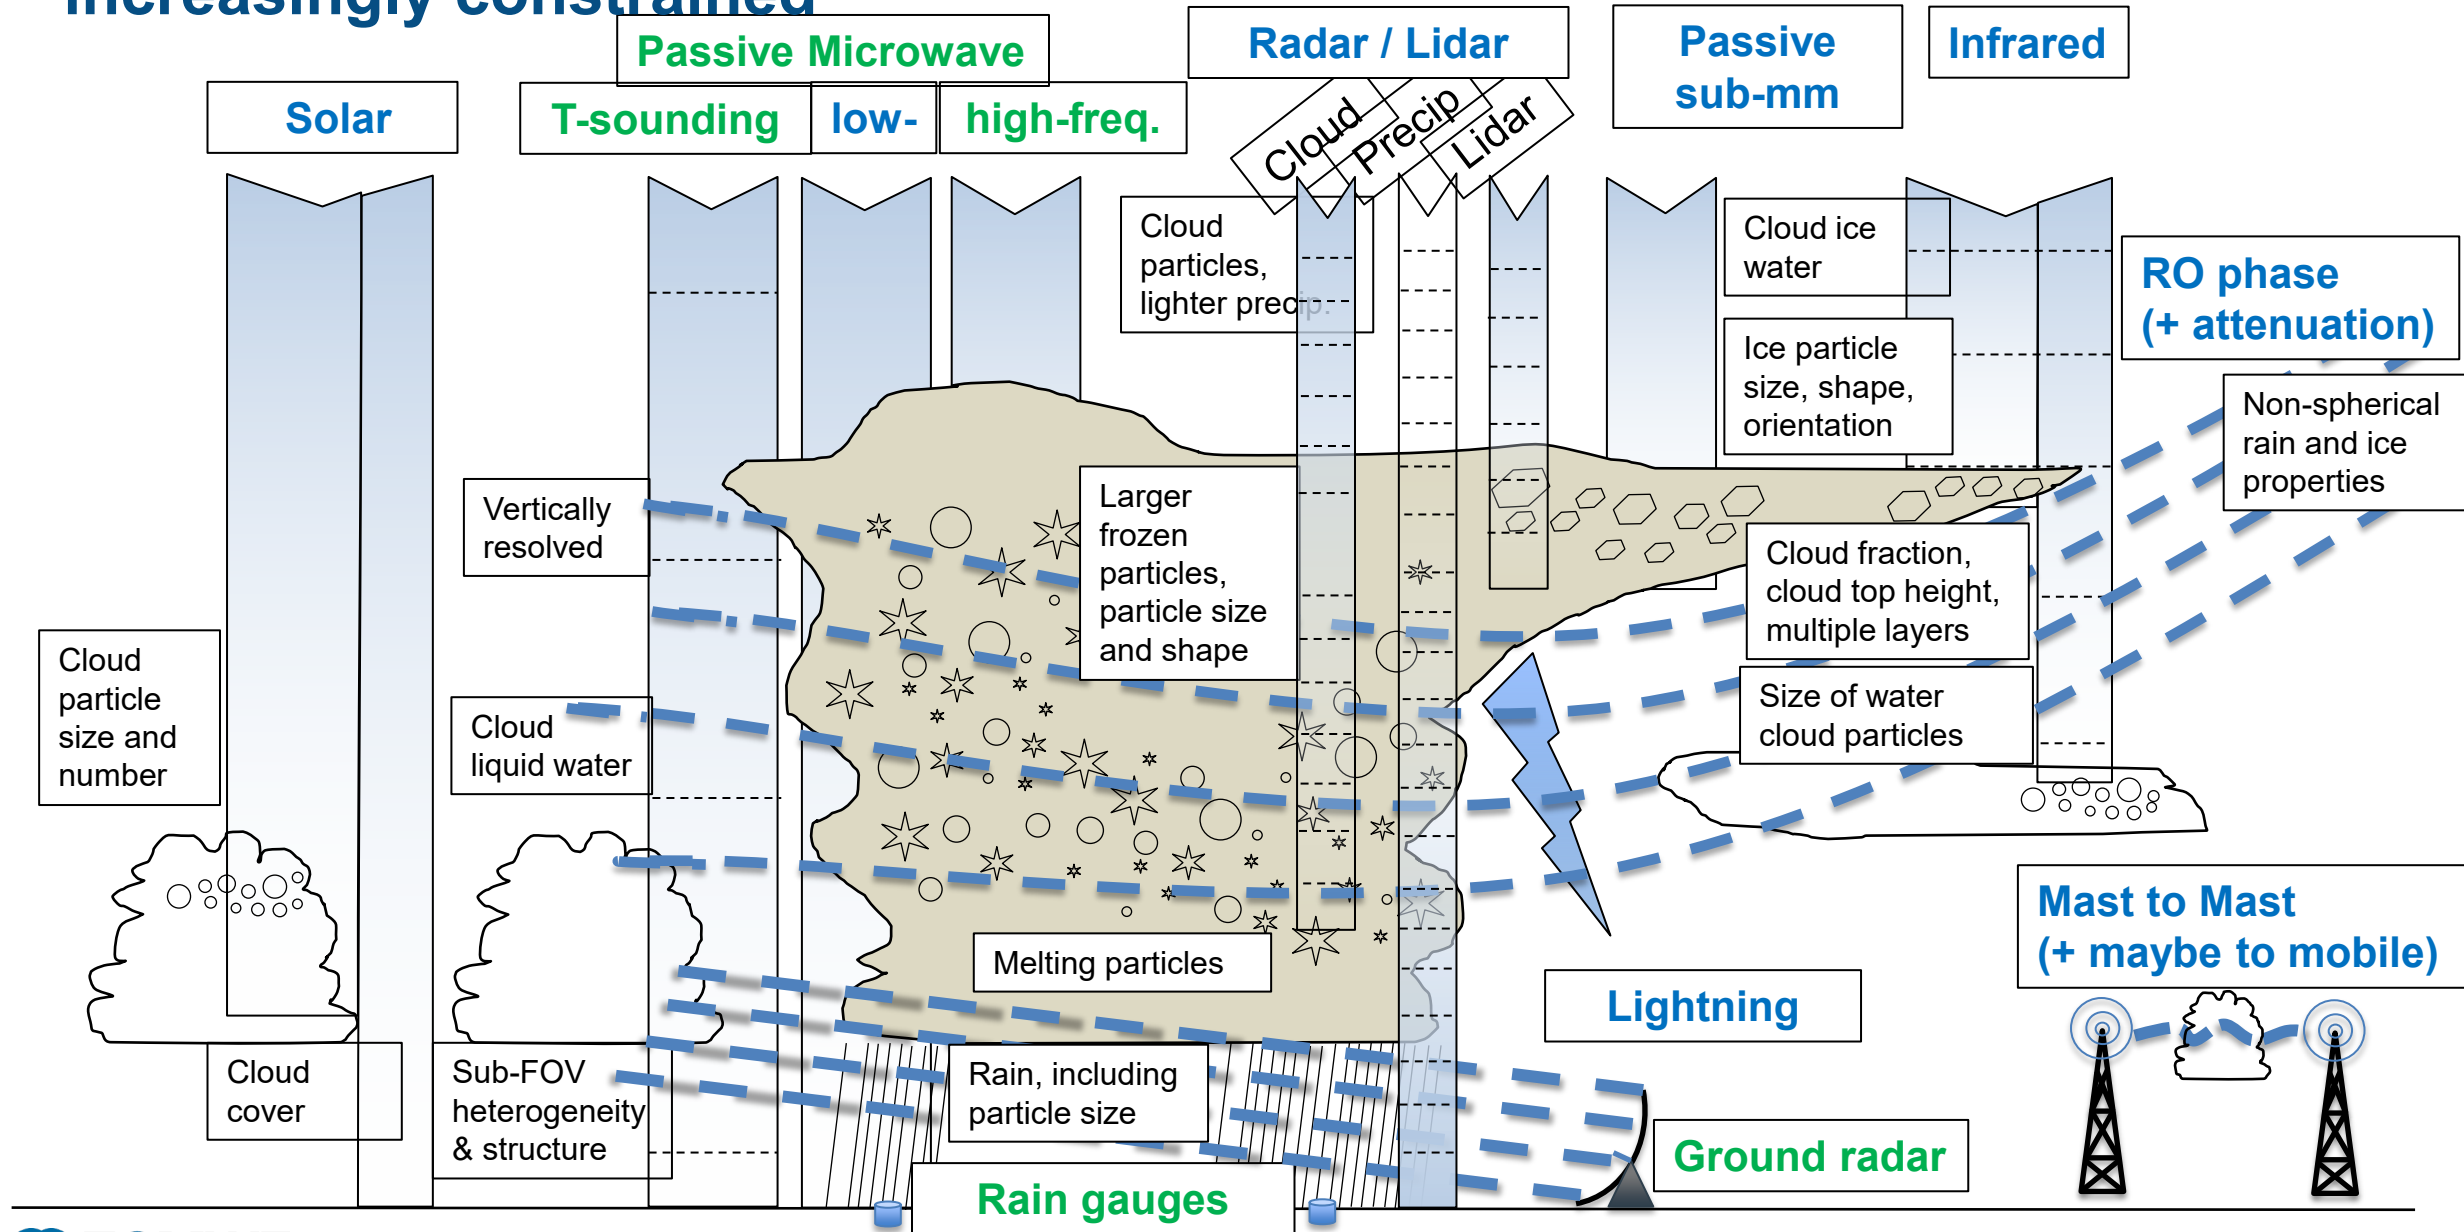 increasingly constrained
Passive Microwave
Radar / Lidar
Passive
sub-mm
Infrared
Solar
T-sounding
low-
high-freq.
Cloud
Precip
Lidar
Cloud
particles,
lighter precip.
Cloud ice
water
RO phase
(+ attenuation)
Ice particle
size, shape,
orientation
Non-spherical
rain and ice
properties
Vertically
resolved
Larger
frozen
particles,
particle size
and shape
Cloud fraction,
cloud top height,
multiple layers
Cloud
particle
size and
number
Cloud
liquid water
Size of water
cloud particles
Melting particles
Mast to Mast
(+ maybe to mobile)
Lightning
Cloud
cover
Sub-FOV
heterogeneity
& structure
Rain, including
particle size
Ground radar
Rain gauges